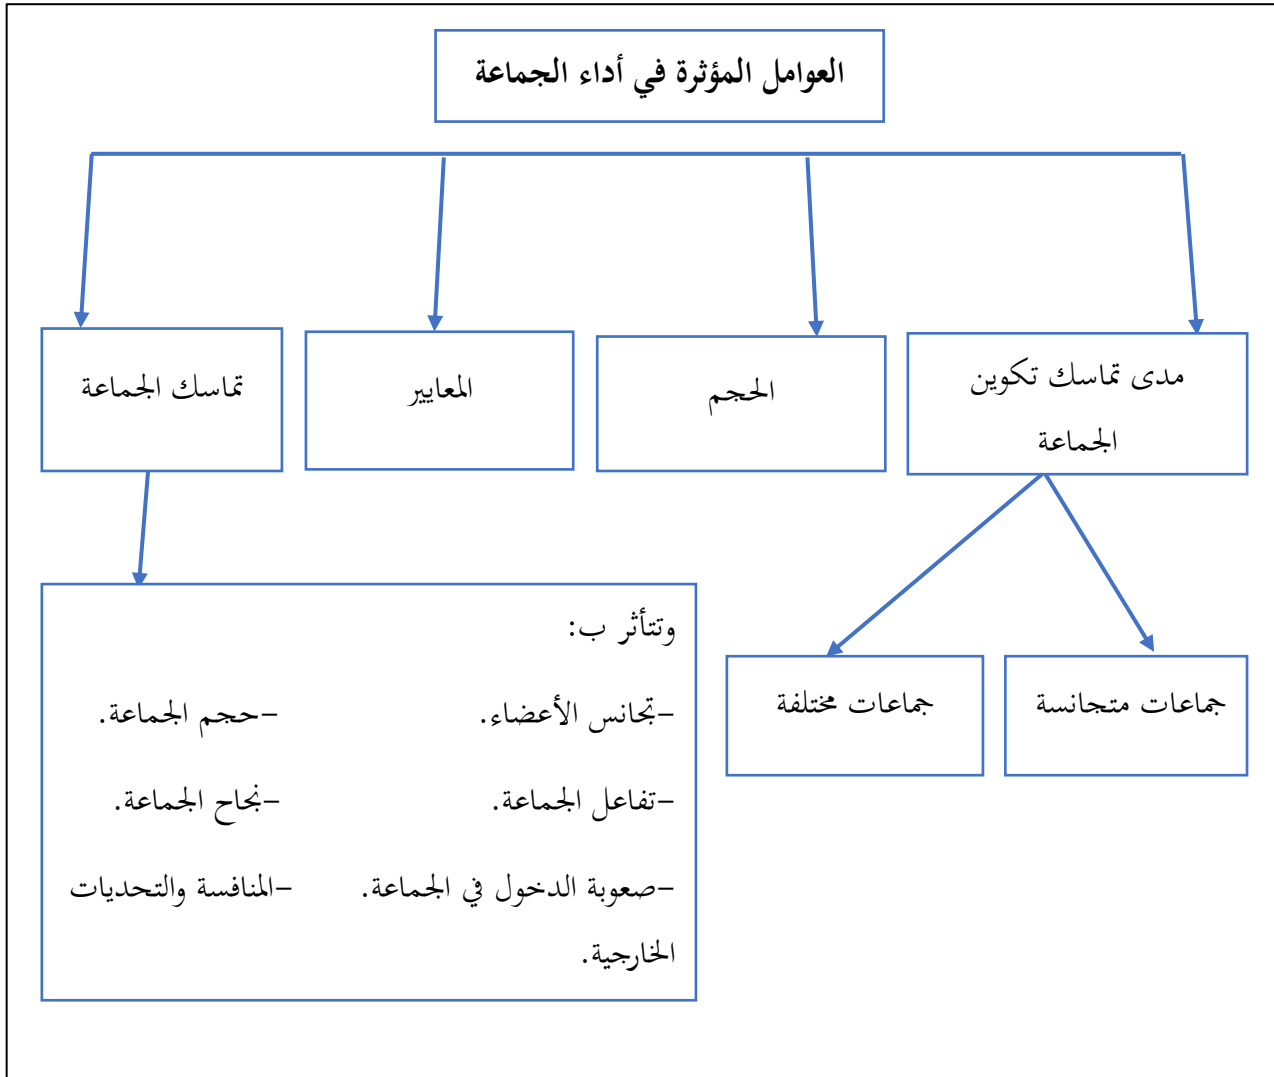 العوامل المؤثرة في أداء الجماعة
مدى تماسك تكوين
الجماعة
الحجم
المعايير
تماسك الجماعة
جماعات متجانسة
جماعات مختلفة
وتتأثر ب:
-تجانس الأعضاء. -حجم الجماعة.
-تفاعل الجماعة. -نجاح الجماعة.
-صعوبة الدخول في الجماعة. -المنافسة والتحديات
الخارجية.